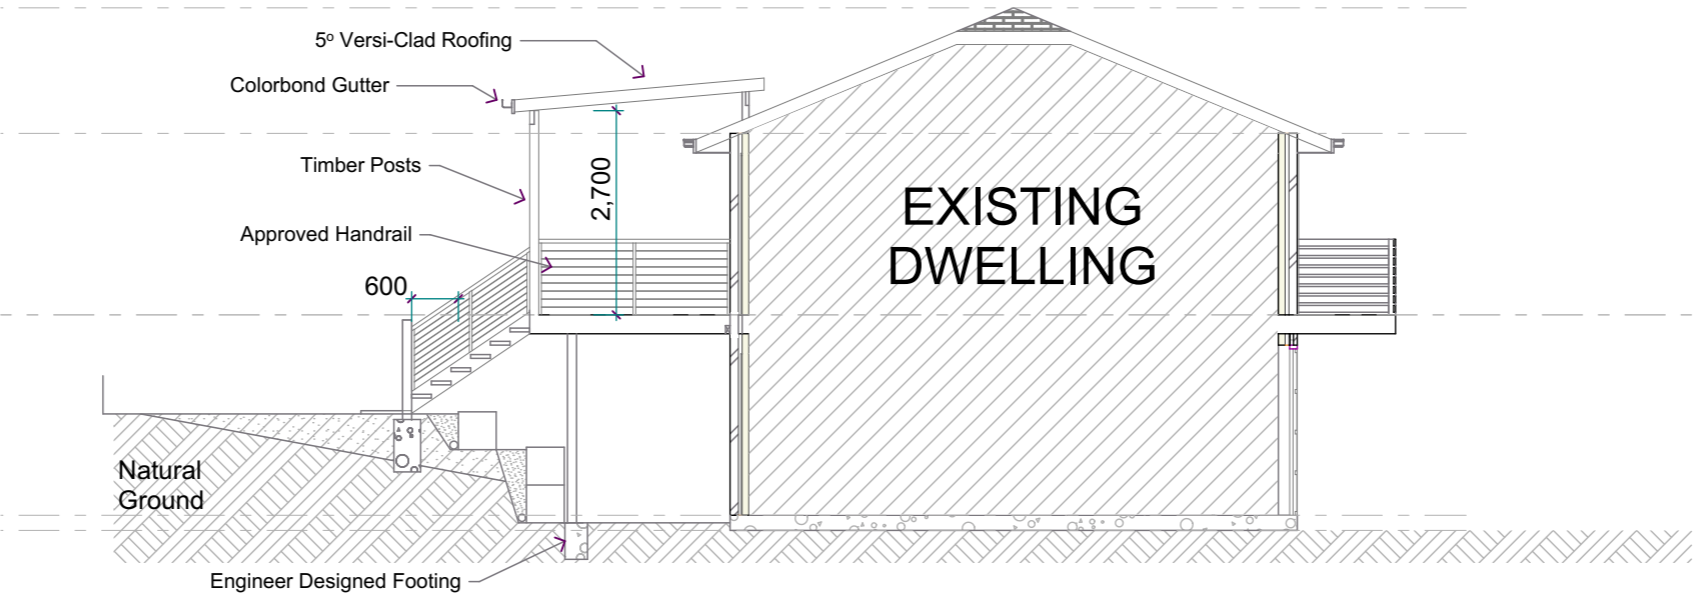 5º Versi-Clad Roofing
Colorbond Gutter
Timber Posts
2,700
Approved Handrail
600
EXISTING
DWELLING
Natural
Ground
Engineer Designed Footing